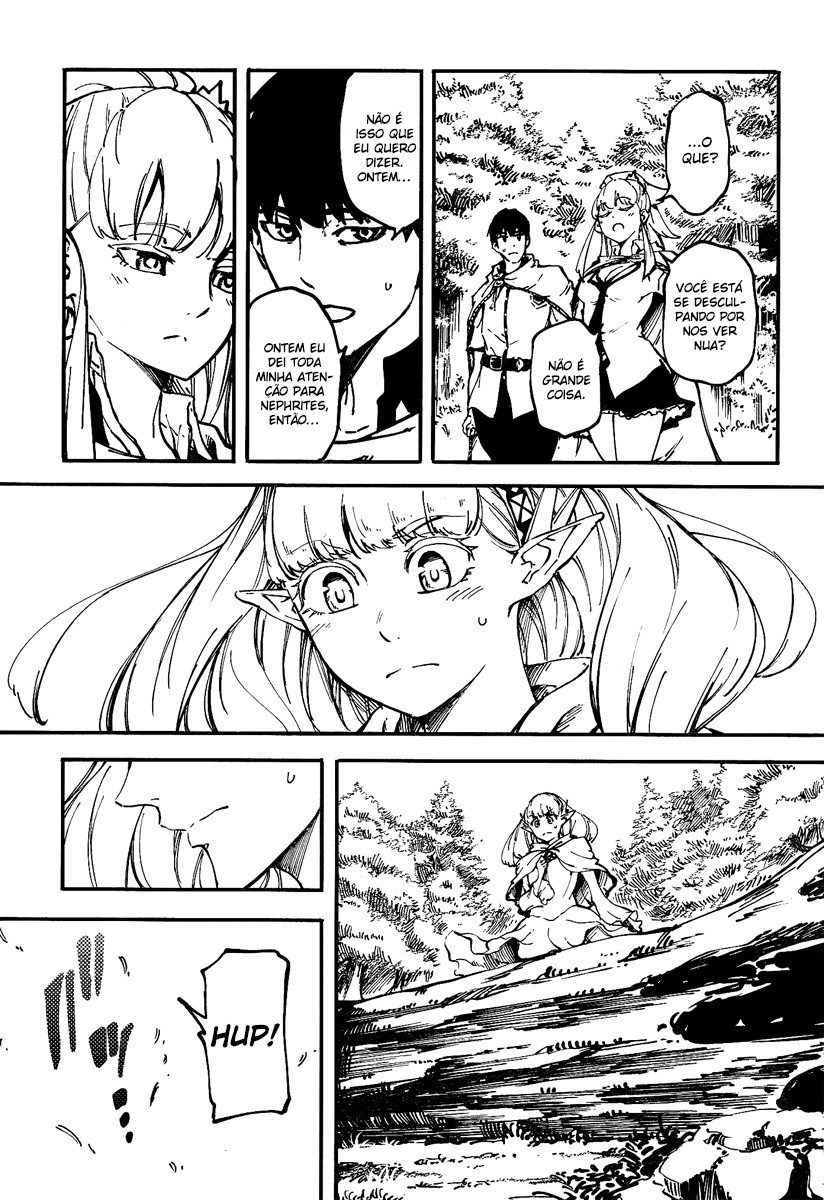 ...O
QUE?
VOCÊ ESTÁ
SE DESCUL-
PANDO POR
NOS VER
NUA?
NÃO É
GRANDE
COISA.
NÃO É
ISSO QUE
EU QUERO
DIZER.
ONTEM...
ONTEM EU
DEI TODA
MINHA ATEN-
ÇÃO PARA
NEPHRITES,
ENTÃO...
HUP!